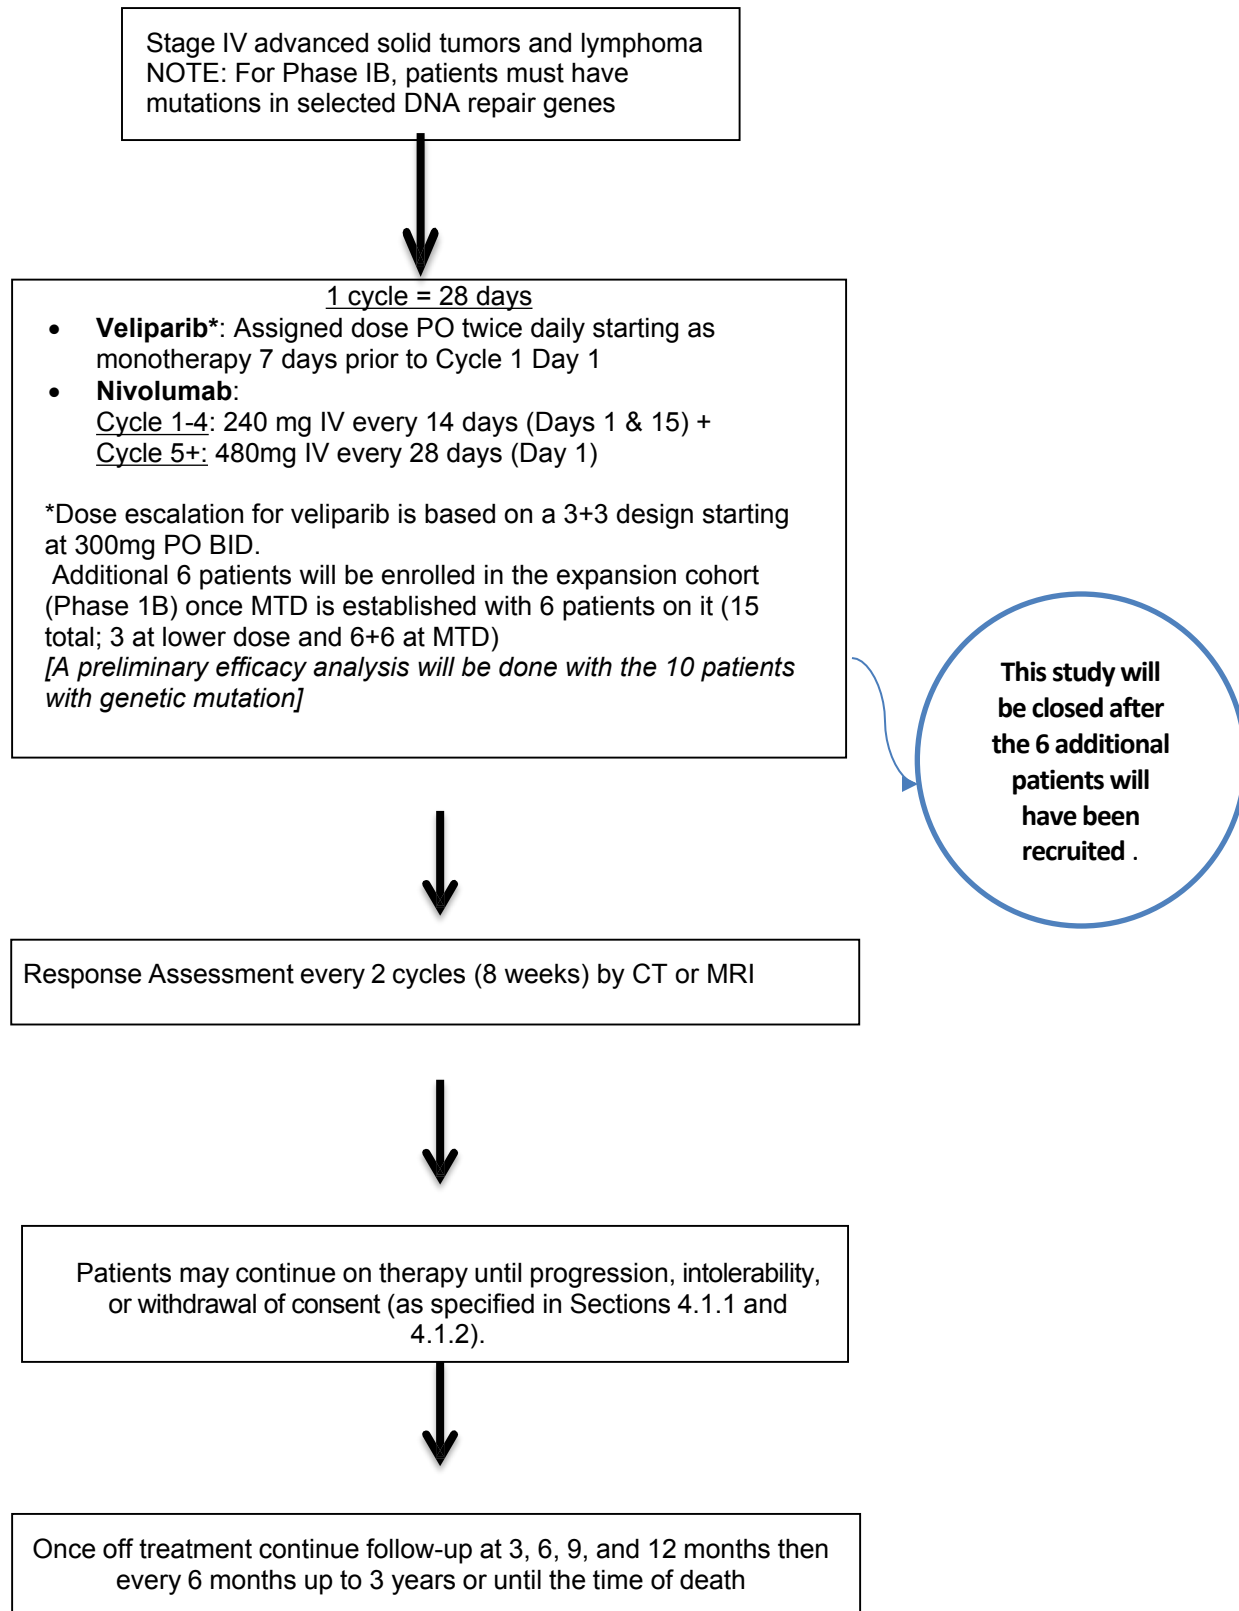 Stage IV advanced solid tumors and lymphoma
NOTE: For Phase IB, patients must have
mutations in selected DNA repair genes
1 cycle = 28 days
• Veliparib*: Assigned dose PO twice daily starting as
monotherapy 7 days prior to Cycle 1 Day 1
• Nivolumab:
Cycle 1-4: 240 mg IV every 14 days (Days 1 & 15) +
Cycle 5+: 480mg IV every 28 days (Day 1)
*Dose escalation for veliparib is based on a 3+3 design starting
at 300mg PO BID.
Additional 6 patients will be enrolled in the expansion cohort
(Phase 1B) once MTD is established with 6 patients on it (15
total; 3 at lower dose and 6+6 at MTD)
[A preliminary efficacy analysis will be done with the 10 patients
with genetic mutation]
This study will
be closed after
the 6 additional
patients will
have been
recruited .
Response Assessment every 2 cycles (8 weeks) by CT or MRI
Patients may continue on therapy until progression, intolerability,
or withdrawal of consent (as specified in Sections 4.1.1 and
4.1.2).
Once off treatment continue follow-up at 3, 6, 9, and 12 months then
every 6 months up to 3 years or until the time of death